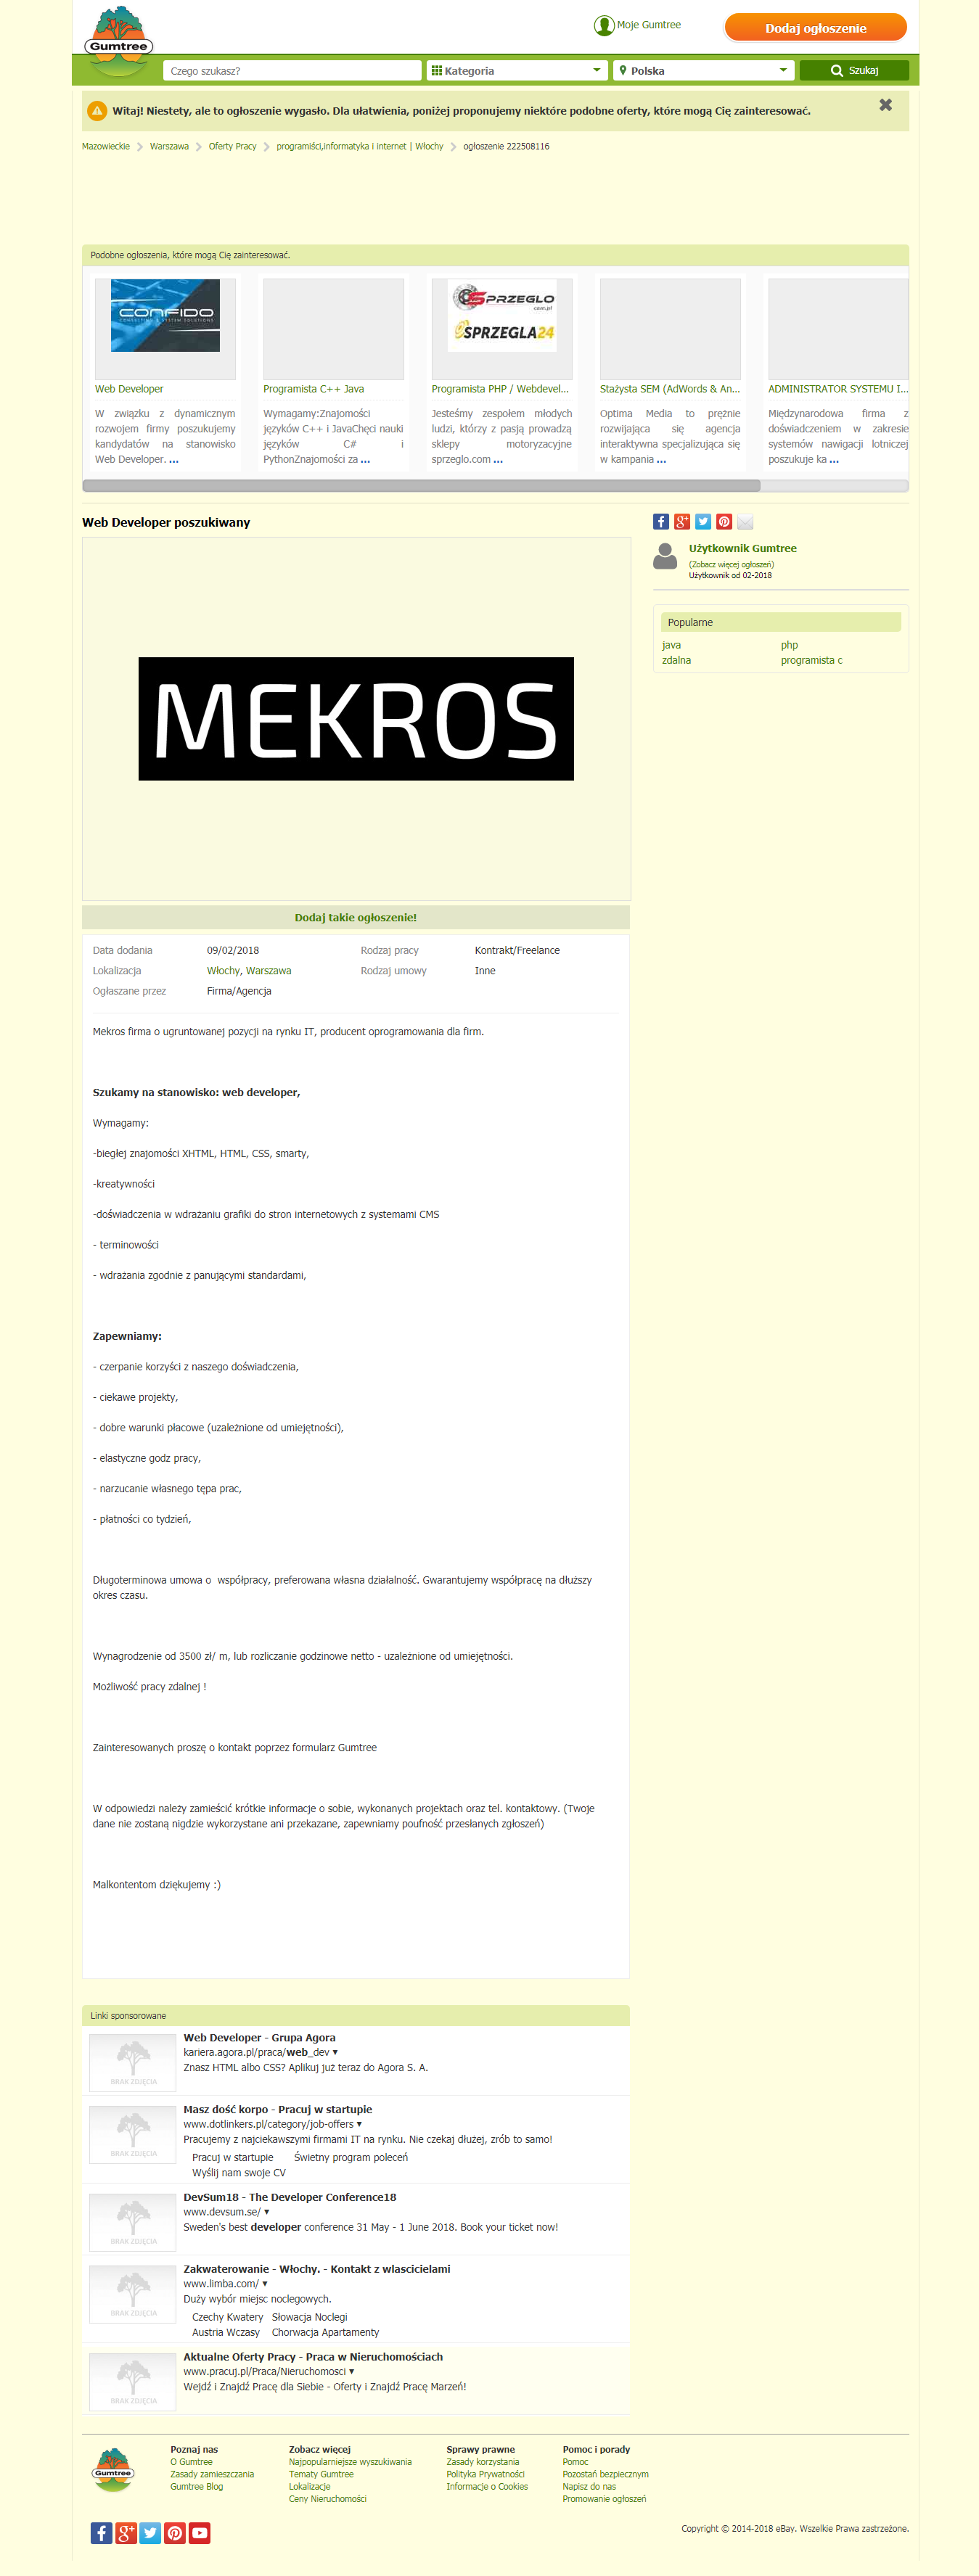 Gumtree
Moje Gumtree
Dodaj ogłoszenie
Czego szukasz?
Kategoria
Polska
Szukaj
Witaj! Niestety, ale to ogłoszenie wygasło. Dla ułatwienia, poniżej proponujemy niektóre podobne oferty, które mogą Cię zainteresować.
Mazowieckie Warszawa Oferty Pracy programiści,informatyka i internet | Włochy ogłoszenie 222508116
Podobne ogłoszenia, które mogą Cię zainteresować.
CONFIDO
CONSULTING & SYSTEM SOLUTIONS
Web Developer
W związku z dynamicznym
rozwojem firmy poszukujemy
kandydatów na stanowisko
Web Developer. ...
Programista C++ Java
Wymagamy:Znajomości
języków C++ i JavaChęci nauki
języków C# i
PythonZnajomości za ...
SPRZEGLO
com.pl
SPRZEGLA24
Programista PHP / Webdevel...
Jesteśmy zespołem młodych
ludzi, którzy z pasją prowadzą
sklepy motoryzacyjne
sprzeglo.com ...
Stażysta SEM (AdWords & An...
Optima Media to prężnie
rozwijająca się agencja
interaktywna specjalizująca się
w kampania ...
ADMINISTRATOR SYSTEMU I...
Międzynarodowa firma z
doświadczeniem w zakresie
systemów nawigacji lotniczej
poszukuje ka ...
Web Developer poszukiwany
MEKROS
Dodaj takie ogłoszenie!
Użytkownik Gumtree
(Zobacz więcej ogłoszeń)
Użytkownik od 02-2018
Popularne
java php
zdalna programista c
Data dodania 09/02/2018 Rodzaj pracy Kontrakt/Freelance
Lokalizacja Włochy, Warszawa Rodzaj umowy Inne
Ogłaszane przez Firma/Agencja
Mekros firma o ugruntowanej pozycji na rynku IT, producent oprogramowania dla firm.
Szukamy na stanowisko: web developer,
Wymagamy:
-biegłej znajomości XHTML, HTML, CSS, smarty,
-kreatywności
-doświadczenia w wdrażaniu grafiki do stron internetowych z systemami CMS
- terminowości
- wdrażania zgodnie z panującymi standardami,
Zapewniamy:
- czerpanie korzyści z naszego doświadczenia,
- ciekawe projekty,
- dobre warunki płacowe (uzależnione od umiejętności),
- elastyczne godz pracy,
- narzucanie własnego tępa prac,
- płatności co tydzień,
Długoterminowa umowa o współpracy, preferowana własna działalność. Gwarantujemy współpracę na dłuższy
okres czasu.
Wynagrodzenie od 3500 zł/ m, lub rozliczanie godzinowe netto - uzależnione od umiejętności.
Możliwość pracy zdalnej !
Zainteresowanych proszę o kontakt poprzez formularz Gumtree
W odpowiedzi należy zamieścić krótkie informacje o sobie, wykonanych projektach oraz tel. kontaktowy. (Twoje
dane nie zostaną nigdzie wykorzystane ani przekazane, zapewniamy poufność przesłanych zgłoszeń)
Malkontentom dziękujemy :)
Linki sponsorowane
BRAK ZDJĘCIA
Web Developer - Grupa Agora
kariera.agora.pl/praca/web_dev ▼
Znasz HTML albo CSS? Aplikuj już teraz do Agora S. A.
BRAK ZDJĘCIA
Masz dość korpo - Pracuj w startupie
www.dotlinkers.pl/category/job-offers ▼
Pracujemy z najciekawszymi firmami IT na rynku. Nie czekaj dłużej, zrób to samo!
Pracuj w startupie Świetny program poleceń
Wyślij nam swoje CV
BRAK ZDJĘCIA
DevSum18 - The Developer Conference18
www.devsum.se/ ▼
Sweden's best developer conference 31 May - 1 June 2018. Book your ticket now!
BRAK ZDJĘCIA
Zakwaterowanie - Włochy. - Kontakt z wlascicielami
www.limba.com/ ▼
Duży wybór miejsc noclegowych.
Czechy Kwatery Słowacja Noclegi
Austria Wczasy Chorwacja Apartamenty
BRAK ZDJĘCIA
Aktualne Oferty Pracy - Praca w Nieruchomościach
www.pracuj.pl/Praca/Nieruchomosci ▼
Wejdź i Znajdź Pracę dla Siebie - Oferty i Znajdź Pracę Marzeń!
Gumtree
Poznaj nas
O Gumtree
Zasady zamieszczania
Gumtree Blog
Zobacz więcej
Najpopularniejsze wyszukiwania
Tematy Gumtree
Lokalizacje
Ceny Nieruchomości
Sprawy prawne
Zasady korzystania
Polityka Prywatności
Informacje o Cookies
Pomoc i porady
Pomoc
Pozostań bezpiecznym
Napisz do nas
Promowanie ogłoszeń
Copyright © 2014-2018 eBay. Wszelkie Prawa zastrzeżone.